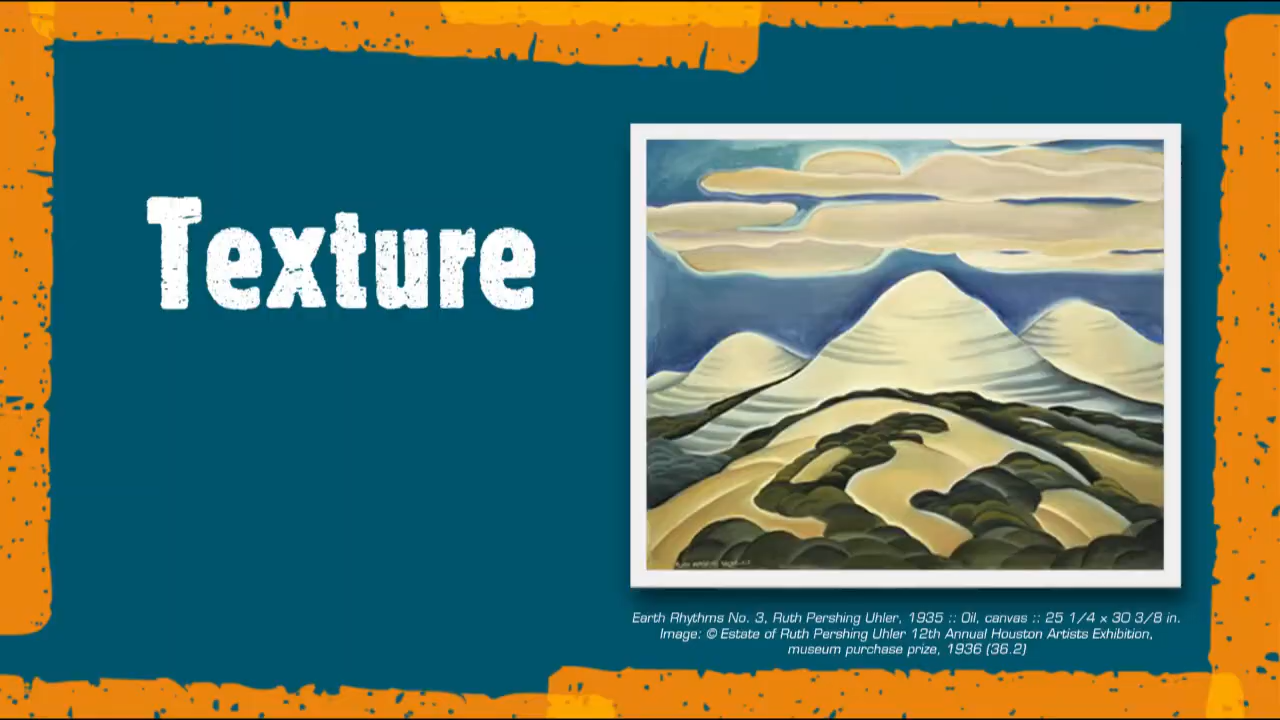 Texture
Earth Rhythms No. 3, Ruth Pershing Uhler, 1935 :: Oil, canvas :: 25 1/4 x 30 3/8 in.
Image: © Estate of Ruth Pershing Uhler 12th Annual Houston Artists Exhibition,
museum purchase prize, 1936 (36.2)